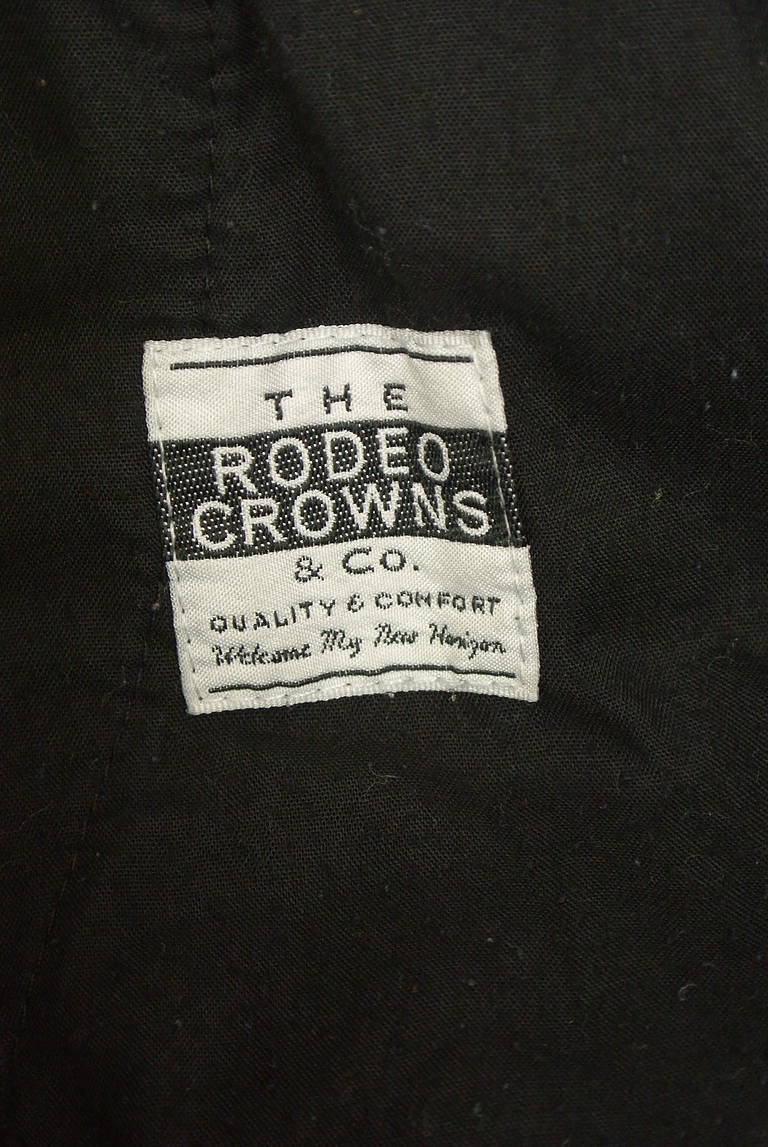 THE
RODEO
CROWNS
& Co.
QUALITY & COMFORT
Welcome My New Horizon